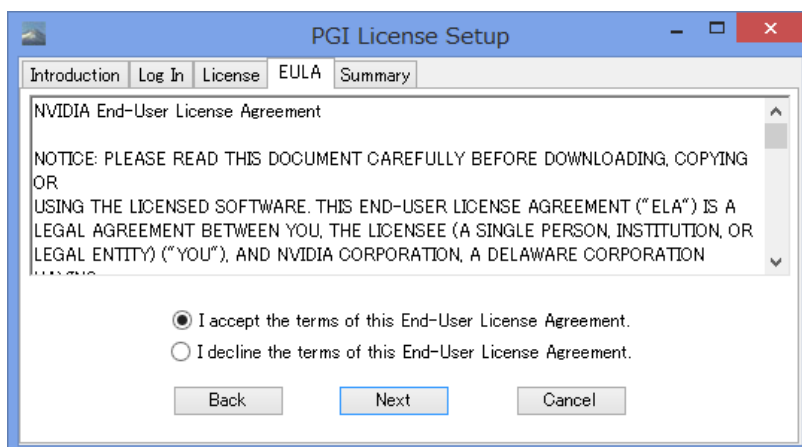 PGI License Setup
Introduction Log In License EULA Summary
NVIDIA End-User License Agreement
NOTICE: PLEASE READ THIS DOCUMENT CAREFULLY BEFORE DOWNLOADING, COPYING
OR
USING THE LICENSED SOFTWARE. THIS END-USER LICENSE AGREEMENT ("ELA") IS A
LEGAL AGREEMENT BETWEEN YOU, THE LICENSEE (A SINGLE PERSON, INSTITUTION, OR
LEGAL ENTITY) ("YOU"), AND NVIDIA CORPORATION, A DELAWARE CORPORATION
I accept the terms of this End-User License Agreement.
I decline the terms of this End-User License Agreement.
Back Next Cancel